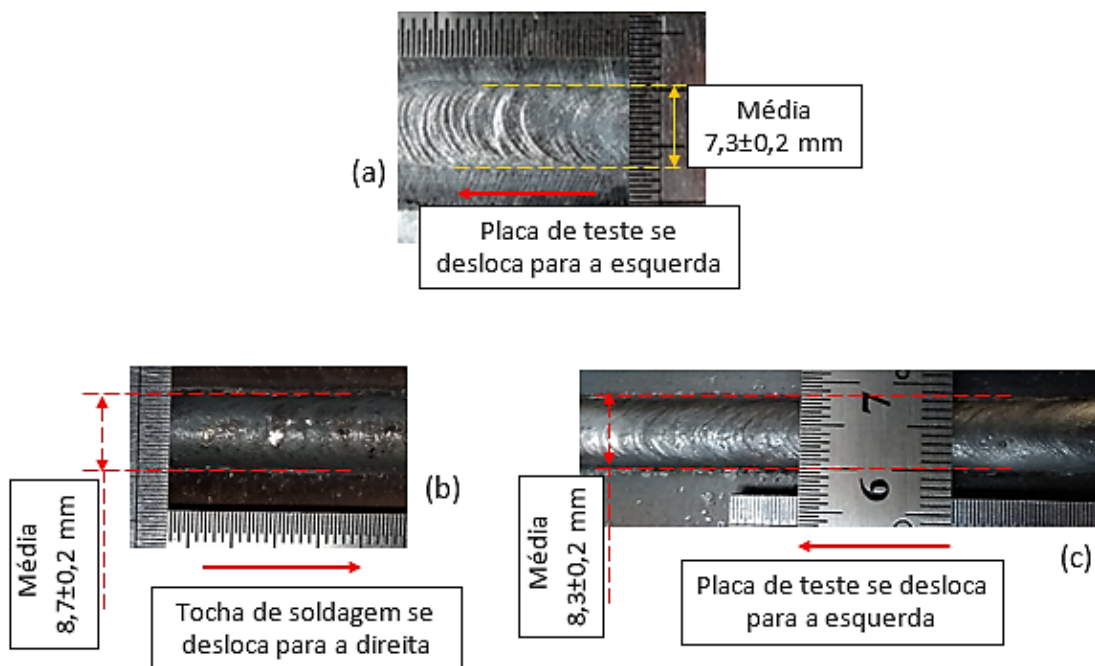 Média
7,3±0,2 mm
(a)
Placa de teste se
desloca para a esquerda
Média
8,7±0,2 mm
(b)
Tocha de soldagem se
desloca para a direita
Média
8,3±0,2 mm
7
6
(c)
Placa de teste se desloca
para a esquerda